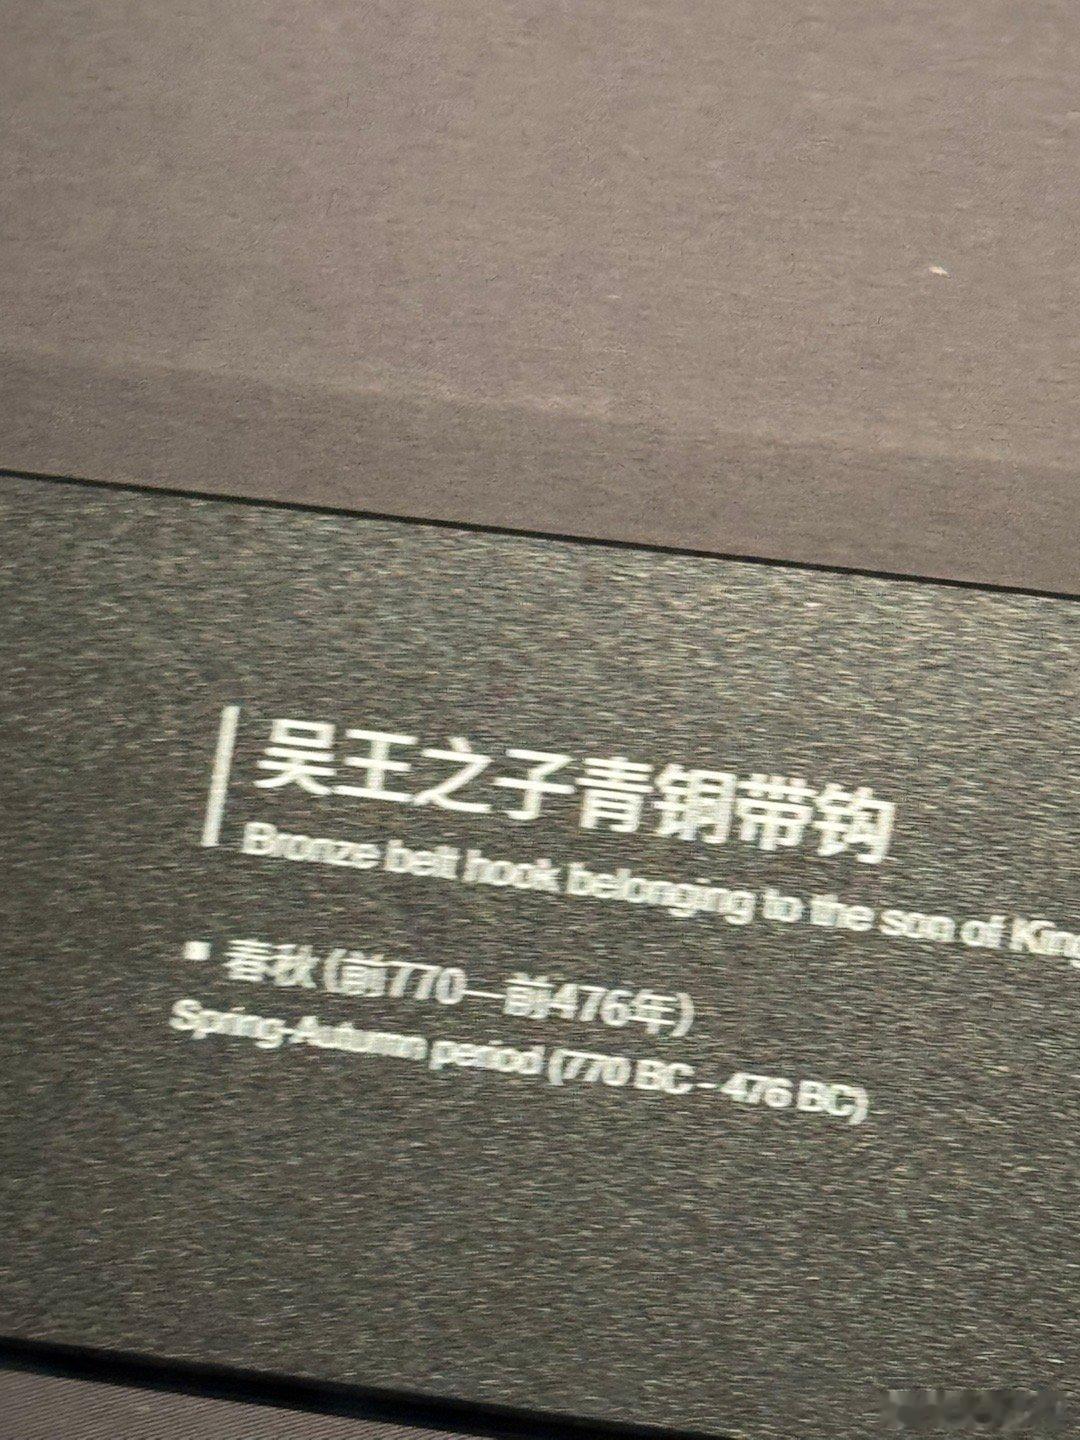 吴王之子青铜带钩
Bronze belt hook belonging to the son of King
春秋（前770—前476年）
Spring-Autumn period (770 BC - 476 BC)